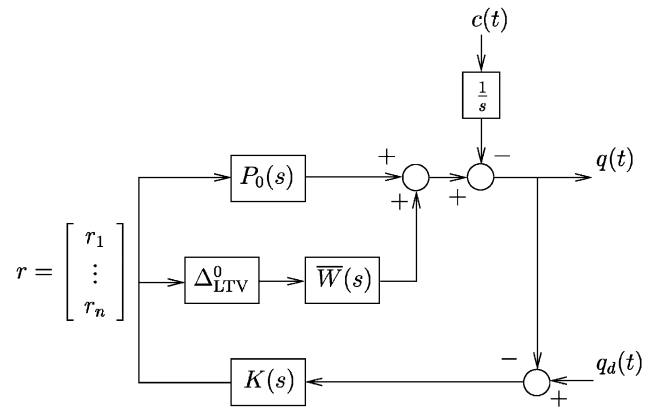 c(t)
1/s
−
q(t)
+
P₀(s)
+
+
r = [ r₁ ⋮ rₙ ]
Δ⁰_LTV
W̅(s)
−
q_d(t)
K(s)
+